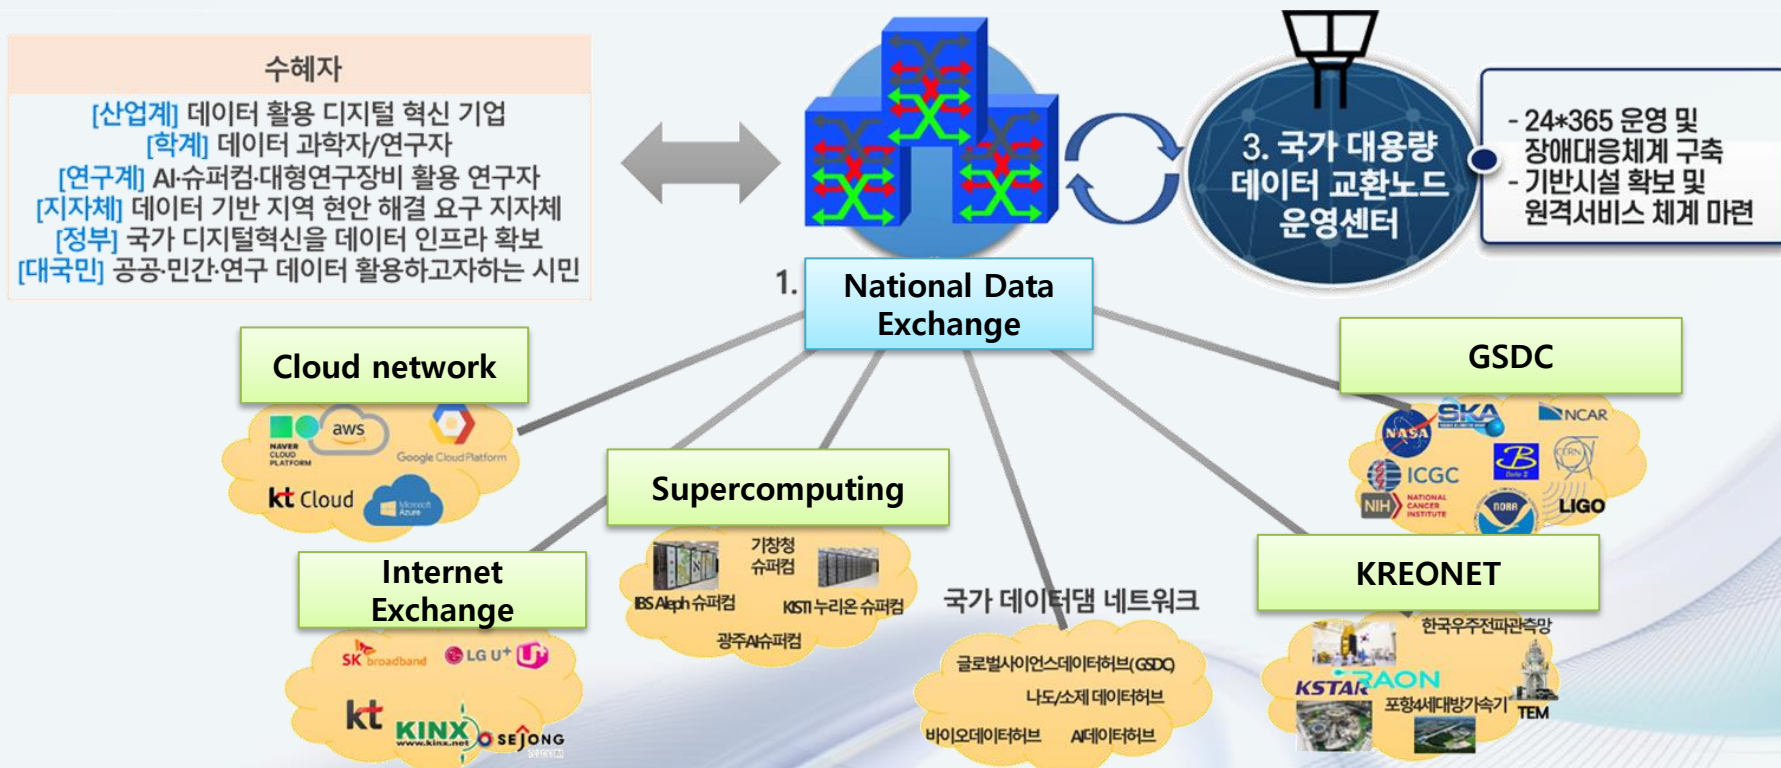 수혜자
[산업계] 데이터 활용 디지털 혁신 기업
[학계] 데이터 과학자/연구자
[연구계] AI·슈퍼컴·대형연구장비 활용 연구자
[지자체] 데이터 기반 지역 현안 해결 요구 지자체
[정부] 국가 디지털혁신을 데이터 인프라 확보
[대국민] 공공·민간·연구 데이터 활용하고자하는 시민
3. 국가 대용량
데이터 교환노드
운영센터
- 24*365 운영 및
장애대응체계 구축
- 기반시설 확보 및
원격서비스 체계 마련
1.
National Data
Exchange
Cloud network
NAVER
CLOUD
PLATFORM
aws
Google Cloud Platform
kt Cloud
Microsoft
Azure
Internet
Exchange
SK broadband
LG U+
U+
kt
KINX
www.kinx.net
SEJONG
Supercomputing
기창청
슈퍼컴
IBS Aleph 슈퍼컴
KISTI 누리온 슈퍼컴
광주AI슈퍼컴
국가 데이터댐 네트워크
글로벌사이언스데이터허브(GSDC)
나도/소제 데이터허브
바이오데이터허브
AI데이터허브
GSDC
NASA
SKA
NCAR
ICGC
B
Belle II
CERN
NIH
NATIONAL
CANCER
INSTITUTE
NOAA
LIGO
KREONET
한국우주전파관측망
KSTAR
RAON
포항4세대방가속기
TEM